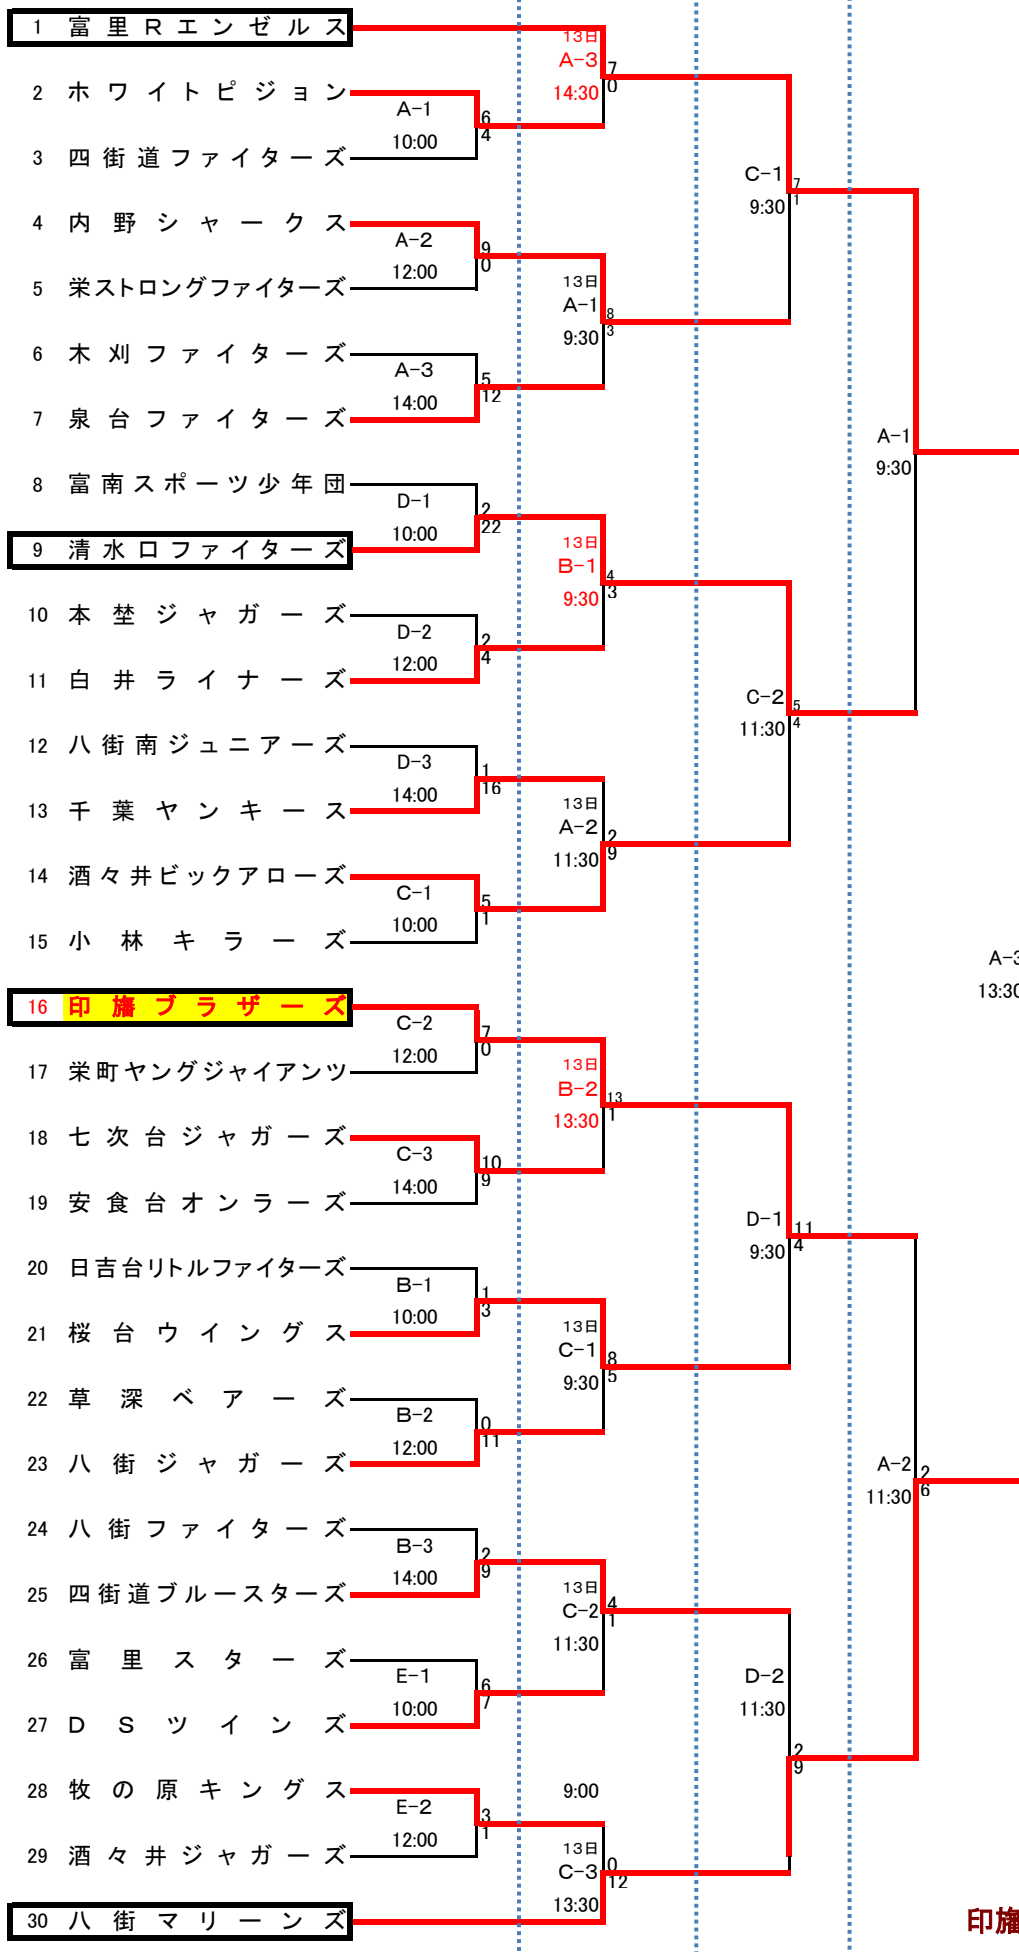 1 富里Rエンゼルス
13日
A-3
7
0
14:30
2 ホワイトピジョン
A-1
6
4
10:00
3 四街道ファイターズ
C-1
7
1
9:30
4 内野シャークス
A-2
9
0
12:00
13日
A-1
8
3
9:30
5 栄ストロングファイターズ
6 木刈ファイターズ
A-3
5
12
14:00
7 泉台ファイターズ
A-1
9:30
8 富南スポーツ少年団
D-1
2
22
10:00
9 清水口ファイターズ
13日
B-1
4
3
9:30
10 本埜ジャガーズ
D-2
2
4
12:00
11 白井ライナーズ
C-2
5
4
11:30
12 八街南ジュニアーズ
D-3
1
16
14:00
13 千葉ヤンキース
13日
A-2
2
9
11:30
14 酒々井ビックアローズ
C-1
5
1
10:00
15 小林キラーズ
A-3
13:30
16 印旛ブラザーズ
C-2
7
0
12:00
17 栄町ヤングジャイアンツ
13日
B-2
13
1
13:30
18 七次台ジャガーズ
C-3
10
9
14:00
19 安食台オンラーズ
D-1
11
4
9:30
20 日吉台リトルファイターズ
B-1
1
3
10:00
21 桜台ウイングス
13日
C-1
8
5
9:30
22 草深ベアーズ
B-2
0
11
12:00
23 八街ジャガーズ
A-2
2
6
11:30
24 八街ファイターズ
B-3
2
9
14:00
25 四街道ブルースターズ
13日
C-2
4
1
11:30
26 富里スターズ
E-1
6
7
10:00
27 DSツインズ
D-2
11:30
2
9
28 牧の原キングス
9:00
E-2
3
1
12:00
29 酒々井ジャガーズ
13日
C-3
0
12
13:30
30 八街マリーンズ
印旛